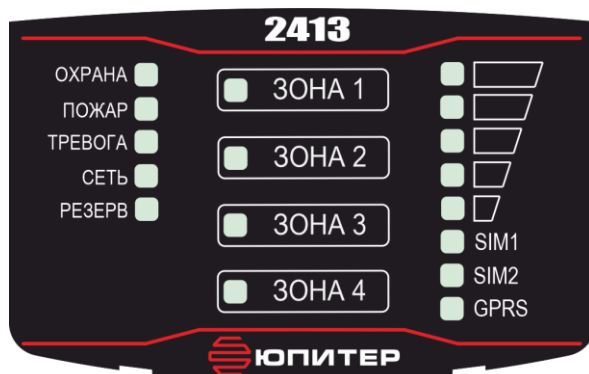 2413
ОХРАНА
ПОЖАР
ТРЕВОГА
СЕТЬ
РЕЗЕРВ
ЗОНА 1
ЗОНА 2
ЗОНА 3
ЗОНА 4
SIM1
SIM2
GPRS
ЮПИТЕР